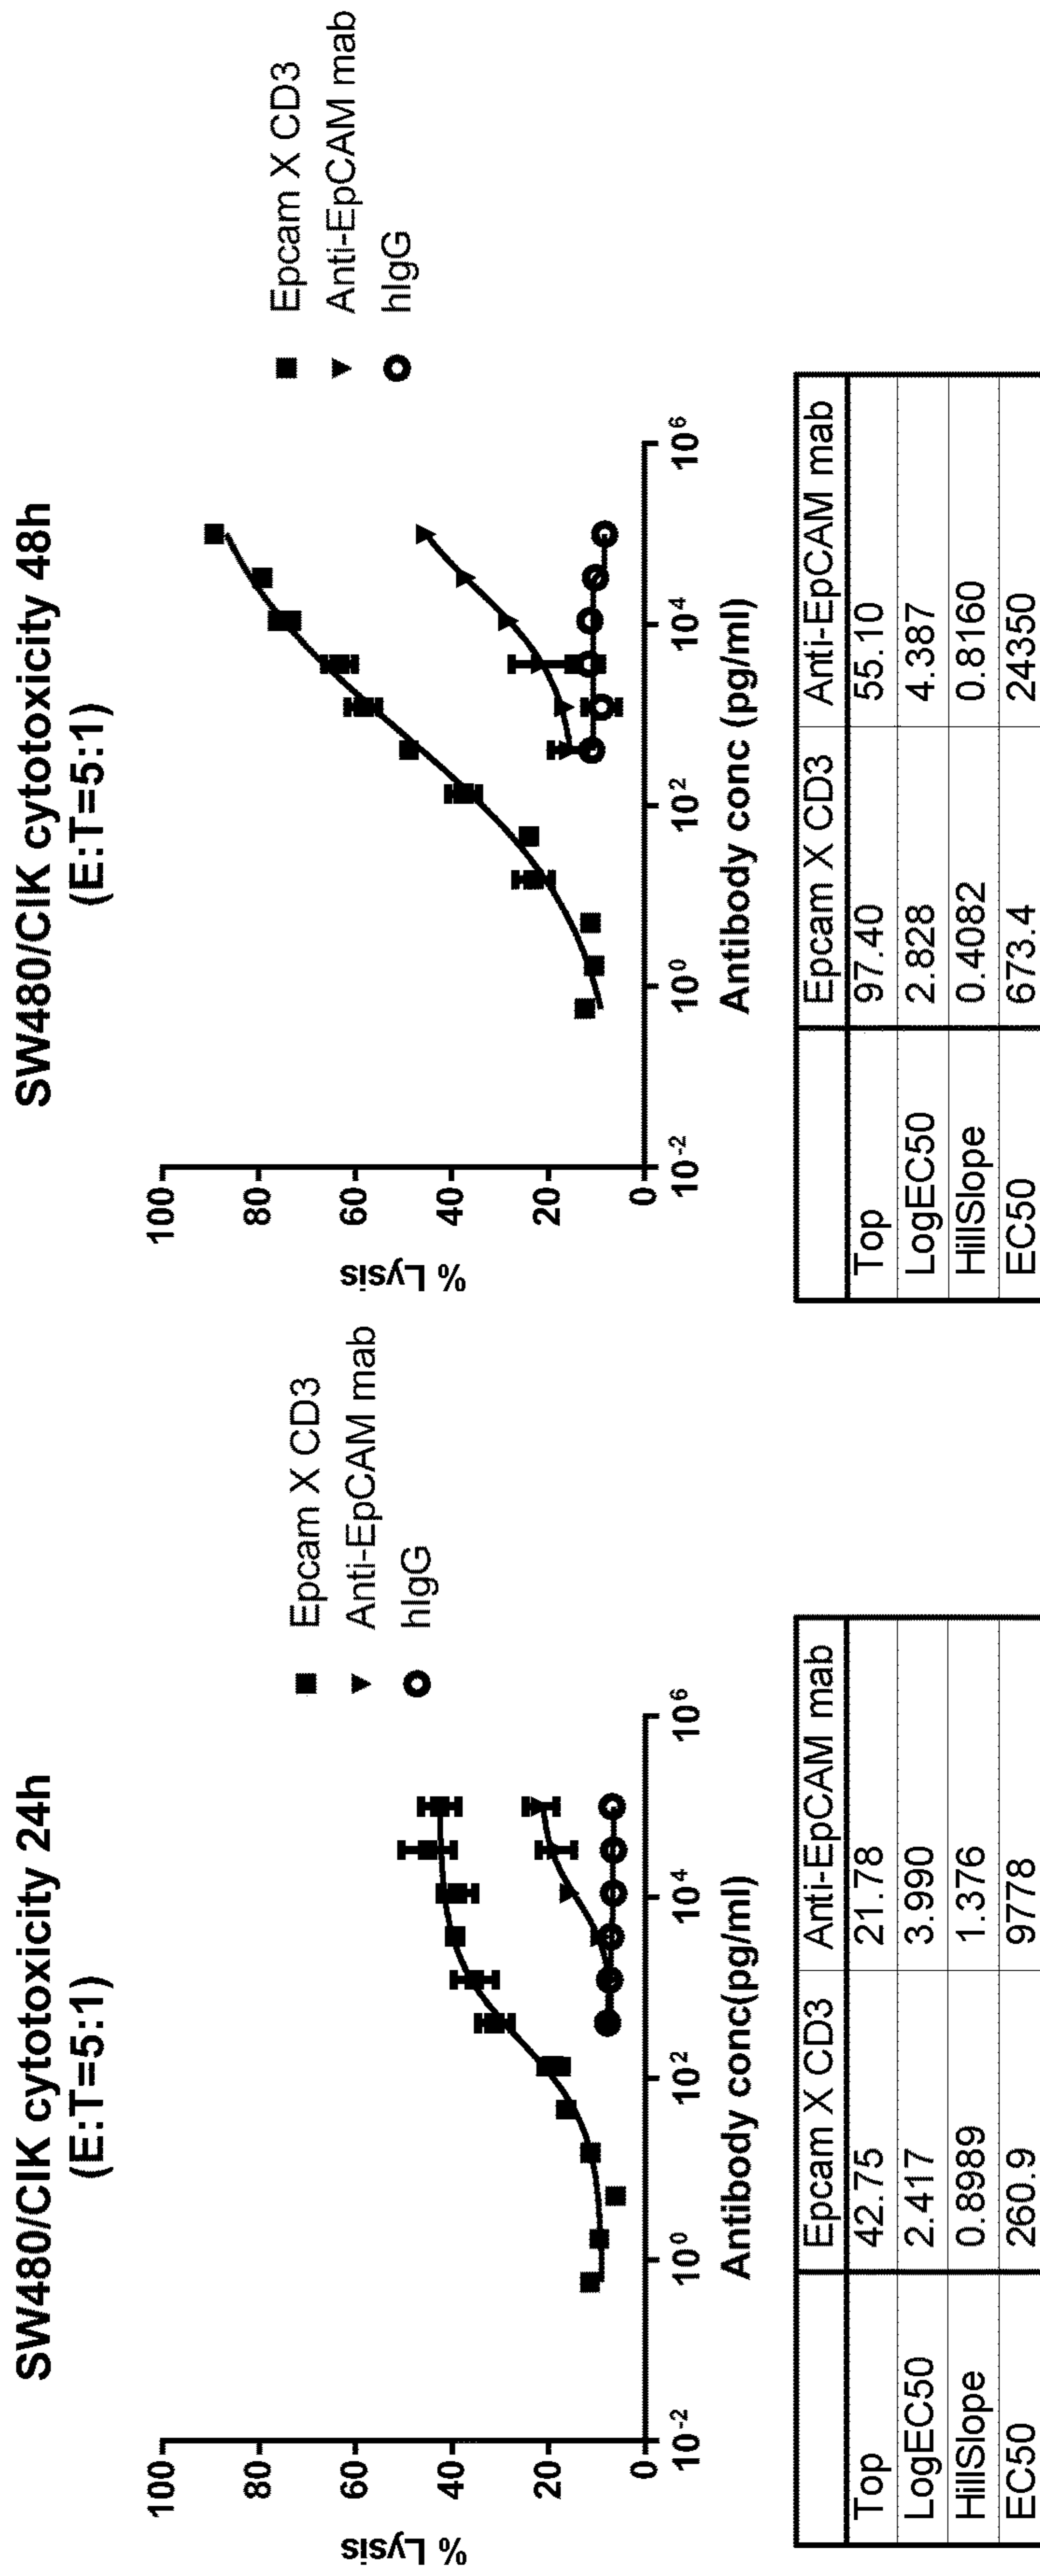 SW480/CIK cytotoxicity 24h
(E:T=5:1)
100
80
60
40
20
0
% Lysis
10-2
100
102
104
106
Antibody conc(pg/ml)
Epcam X CD3
Anti-EpCAM mab
hIgG
Epcam X CD3 Anti-EpCAM mab
Top 42.75 21.78
LogEC50 2.417 3.990
HillSlope 0.8989 1.376
EC50 260.9 9778
SW480/CIK cytotoxicity 48h
(E:T=5:1)
100
80
60
40
20
0
% Lysis
10-2
100
102
104
106
Antibody conc (pg/ml)
Epcam X CD3
Anti-EpCAM mab
hIgG
Epcam X CD3 Anti-EpCAM mab
Top 97.40 55.10
LogEC50 2.828 4.387
HillSlope 0.4082 0.8160
EC50 673.4 24350